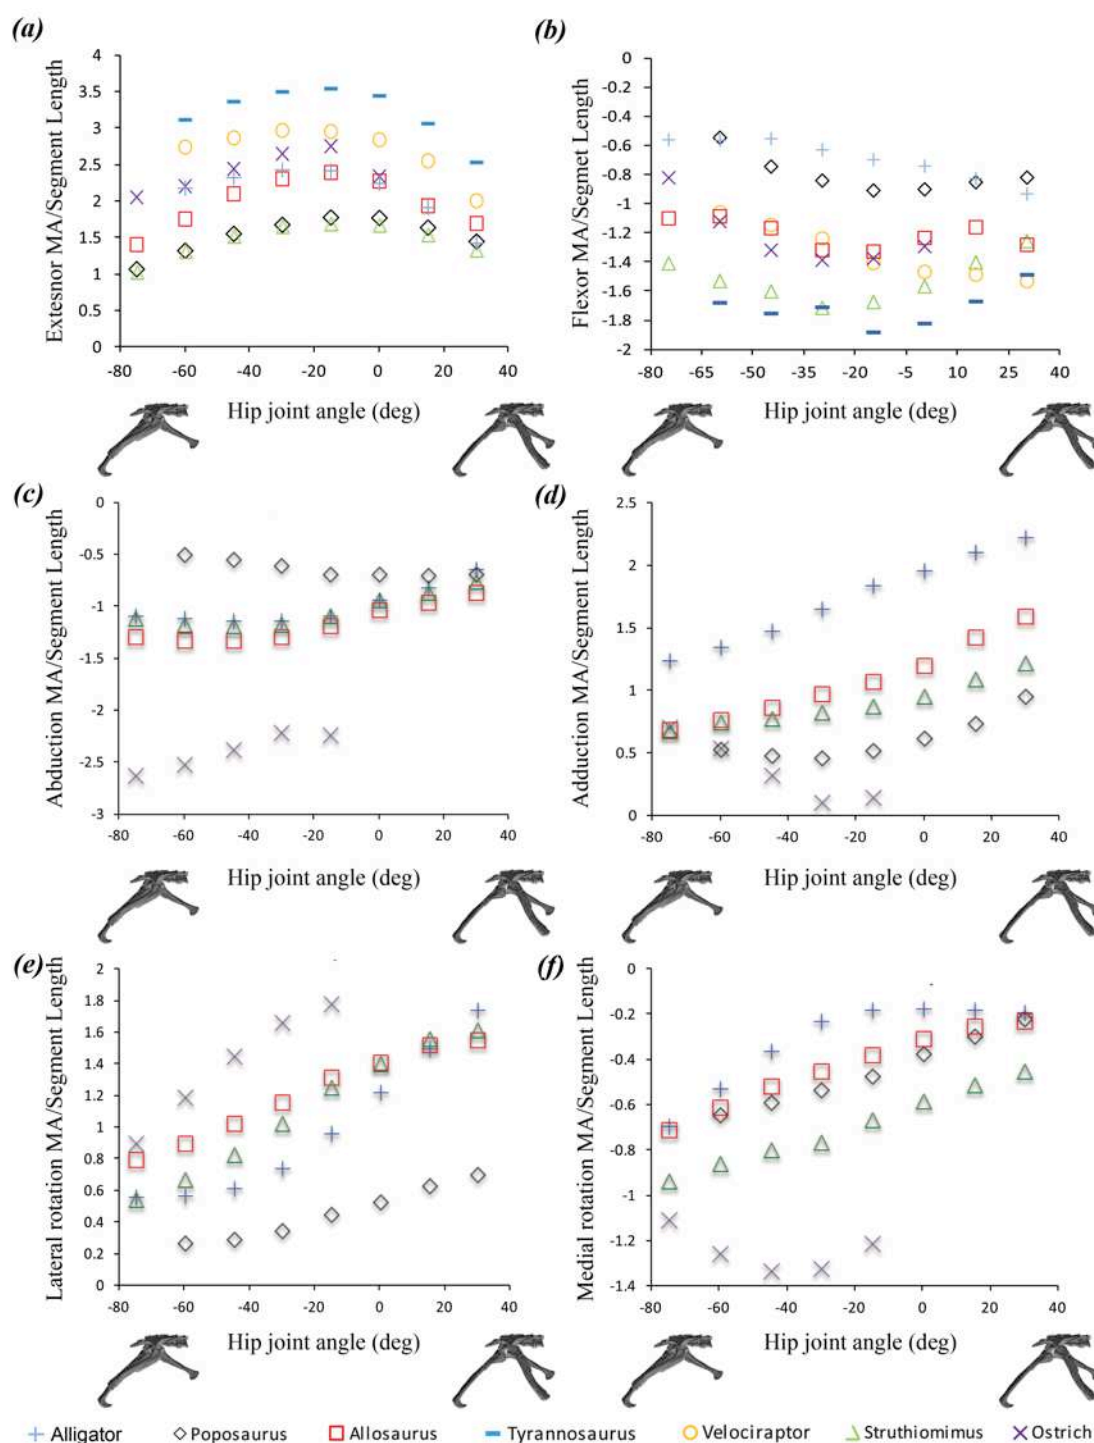 (a)
Extesnor MA/Segment Length
4
3.5
3
2.5
2
1.5
1
0.5
0
-80 -60 -40 -20 0 20 40
Hip joint angle (deg)
(b)
Flexor MA/Segmet Length
0
-0.2
-0.4
-0.6
-0.8
-1
-1.2
-1.4
-1.6
-1.8
-2
-80 -65 -50 -35 -20 -5 10 25 40
Hip joint angle (deg)
(c)
Abduction MA/Segment Length
0
-0.5
-1
-1.5
-2
-2.5
-3
-80 -60 -40 -20 0 20 40
Hip joint angle (deg)
(d)
Adduction MA/Segment Length
2.5
2
1.5
1
0.5
0
-80 -60 -40 -20 0 20 40
Hip joint angle (deg)
(e)
Lateral rotation MA/Segment Length
2
1.8
1.6
1.4
1.2
1
0.8
0.6
0.4
0.2
0
-80 -60 -40 -20 0 20 40
Hip joint angle (deg)
(f)
Medial rotation MA/Segment Length
0
-0.2
-0.4
-0.6
-0.8
-1
-1.2
-1.4
-80 -60 -40 -20 0 20 40
Hip joint angle (deg)
Alligator Poposaurus Allosaurus Tyrannosaurus Velociraptor Struthiomimus Ostrich